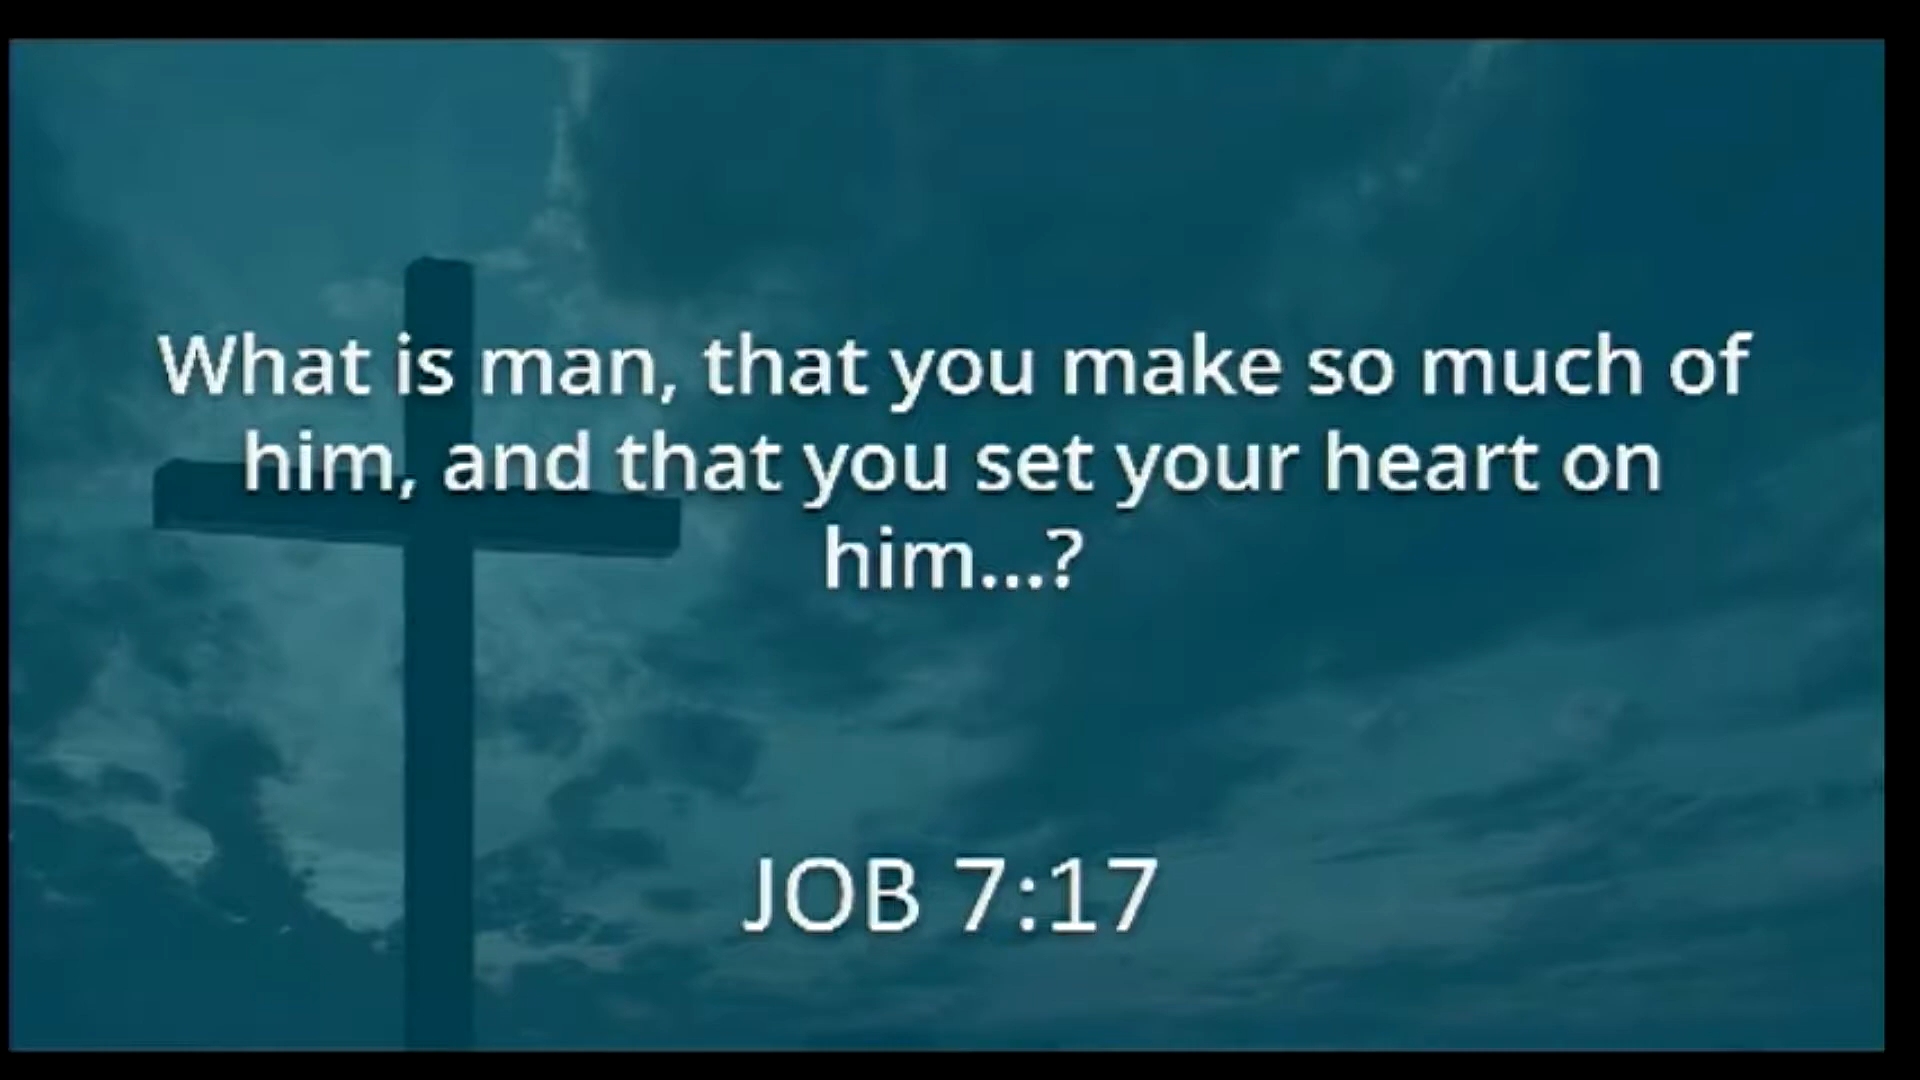 What is man, that you make so much of
him, and that you set your heart on
him...?
JOB 7:17